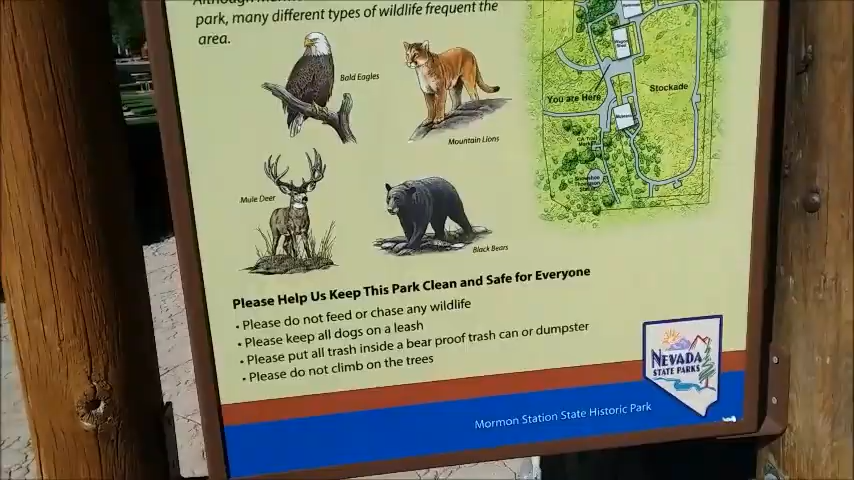 park, many different types of wildlife frequent the
area.
Bald Eagles
Mountain Lions
Mule Deer
Black Bears
You are Here
Stockade
Please Help Us Keep This Park Clean and Safe for Everyone
• Please do not feed or chase any wildlife
• Please keep all dogs on a leash
• Please put all trash inside a bear proof trash can or dumpster
• Please do not climb on the trees
NEVADA
STATE PARKS
Mormon Station State Historic Park